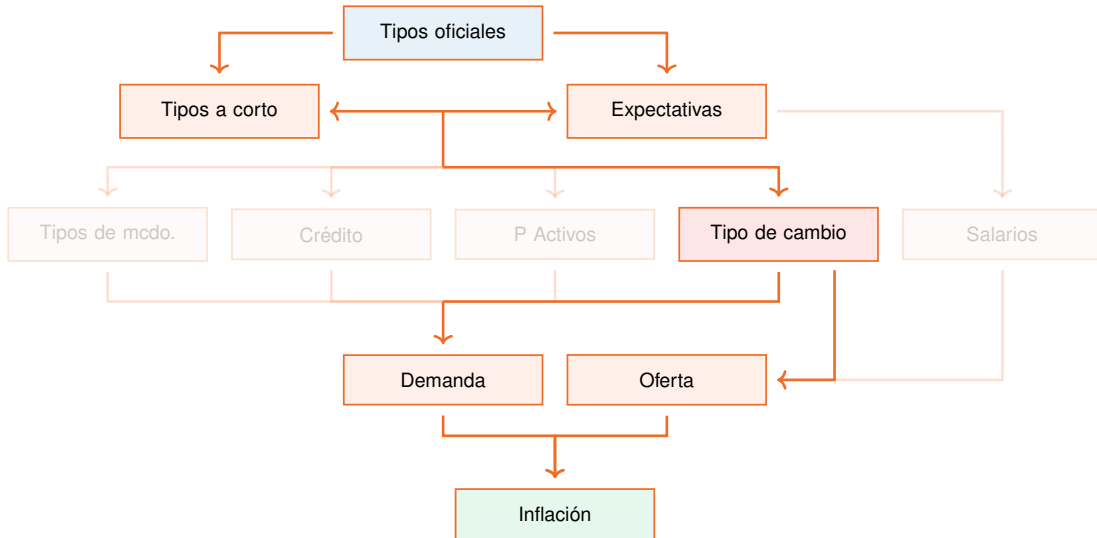 Tipos oficiales
Tipos a corto
Expectativas
Tipos de mcdo.
Crédito
P Activos
Tipo de cambio
Salarios
Demanda
Oferta
Inflación